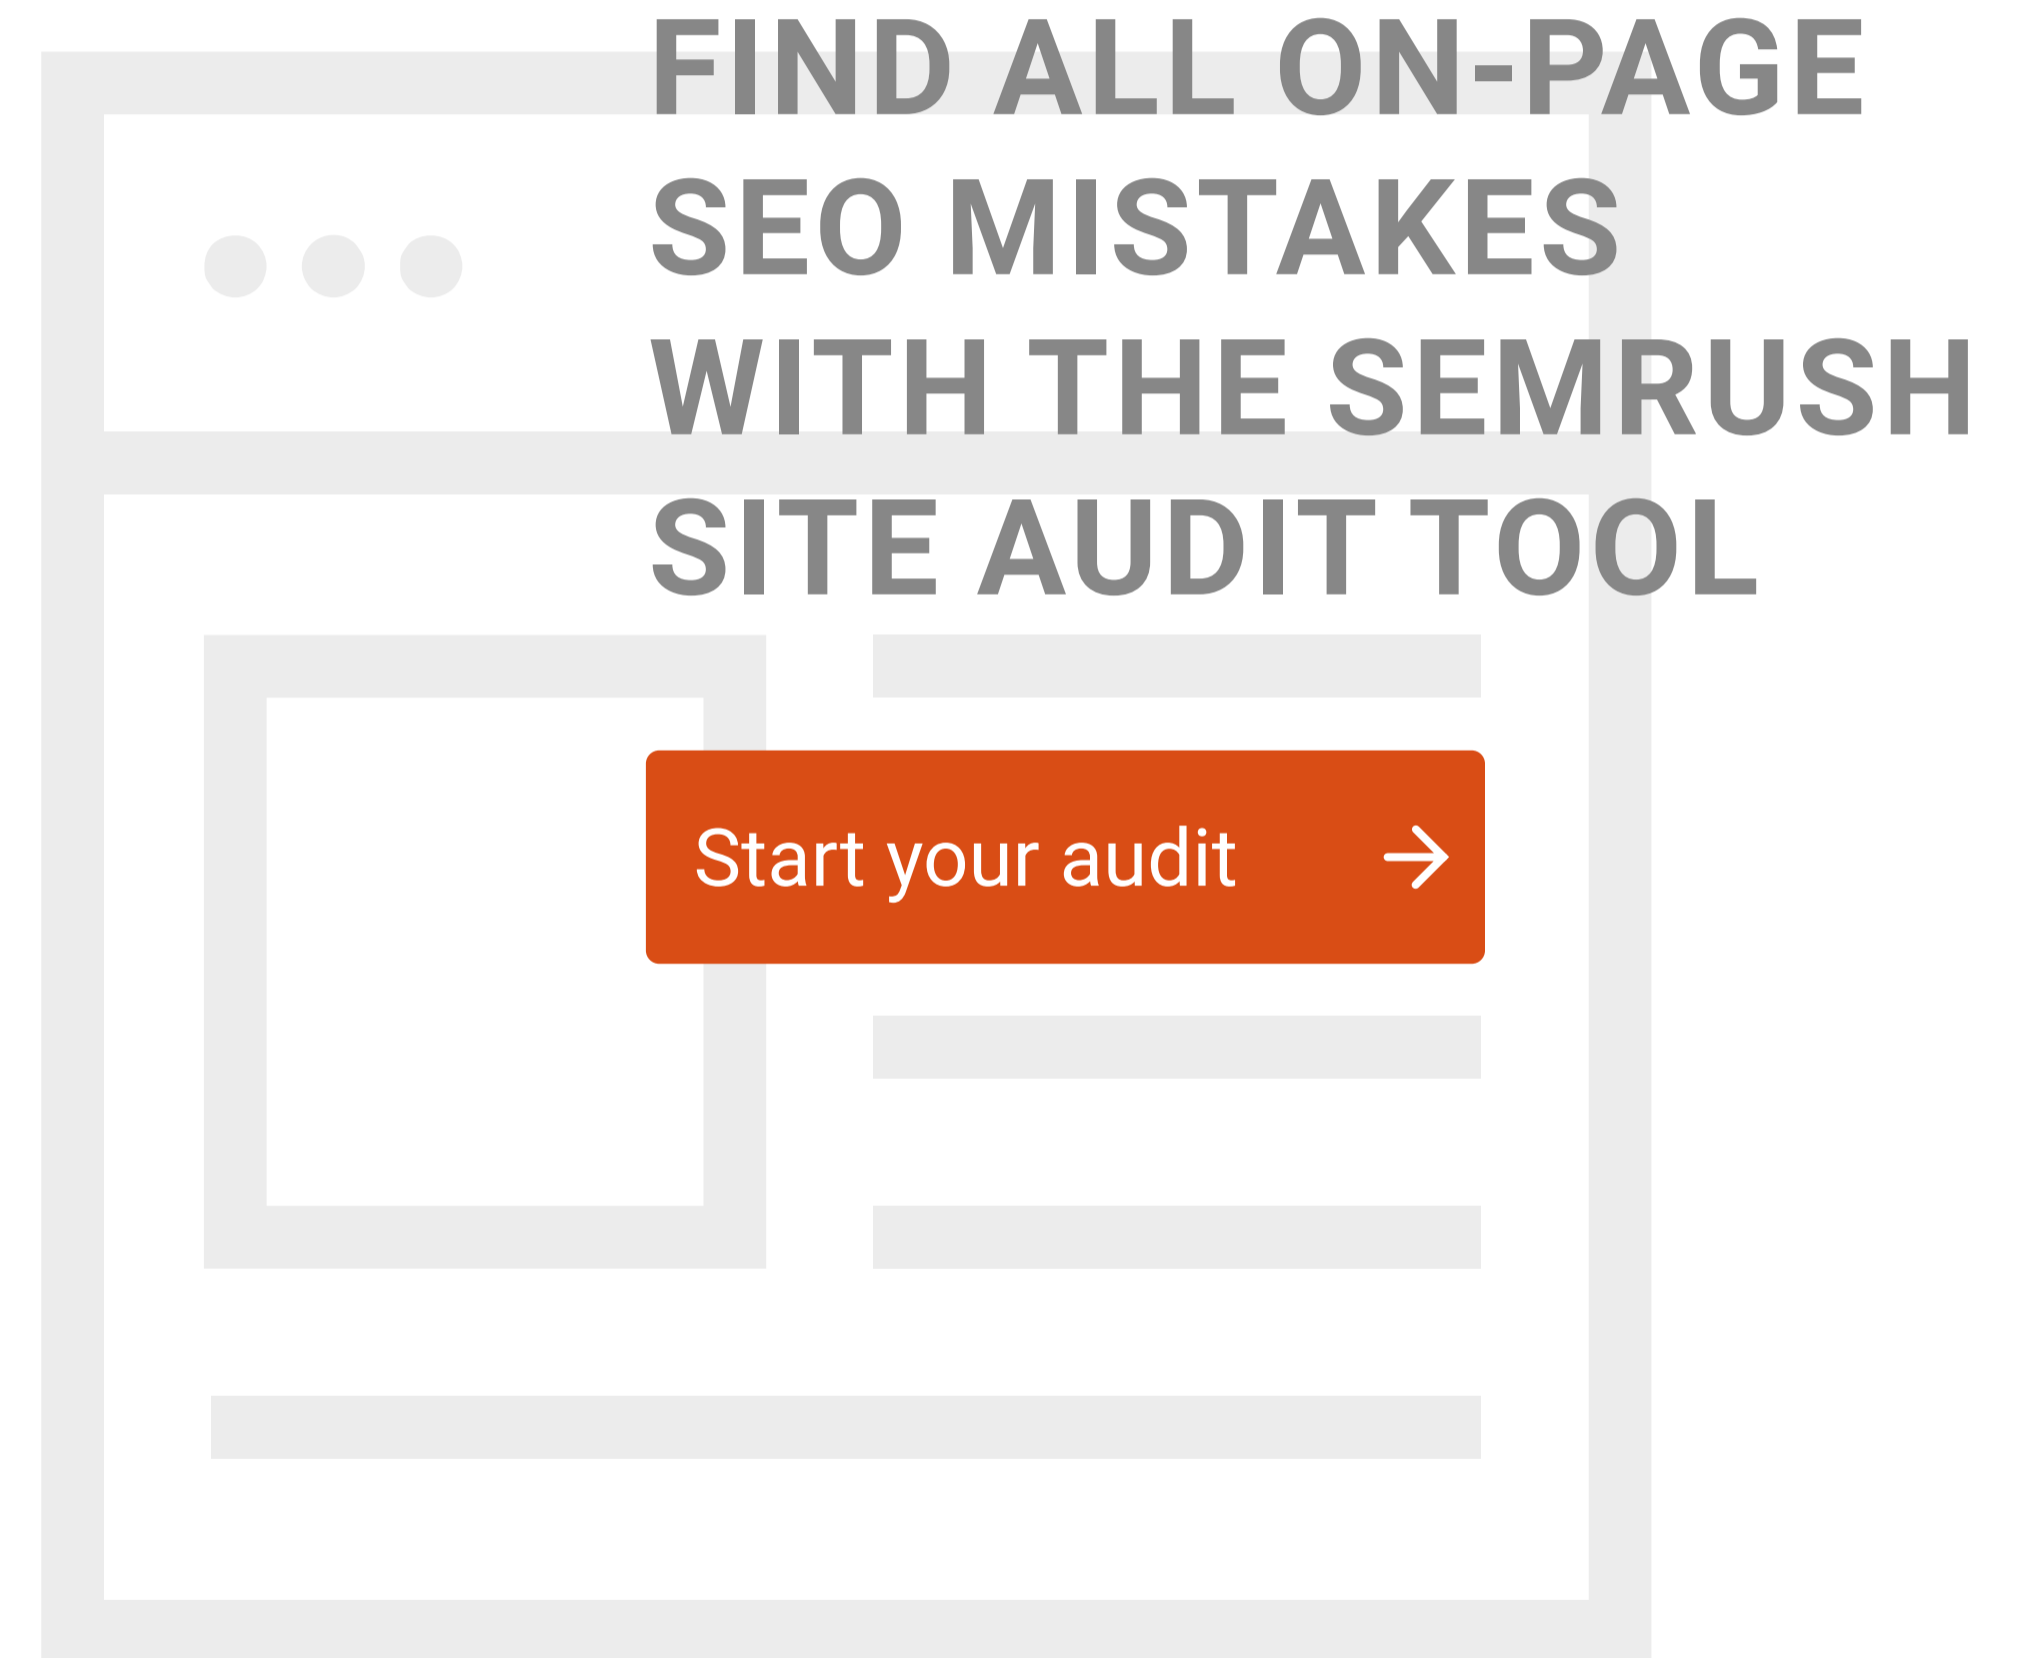 FIND ALL ON-PAGE
SEO MISTAKES
WITH THE SEMRUSH
SITE AUDIT TOOL
Start your audit